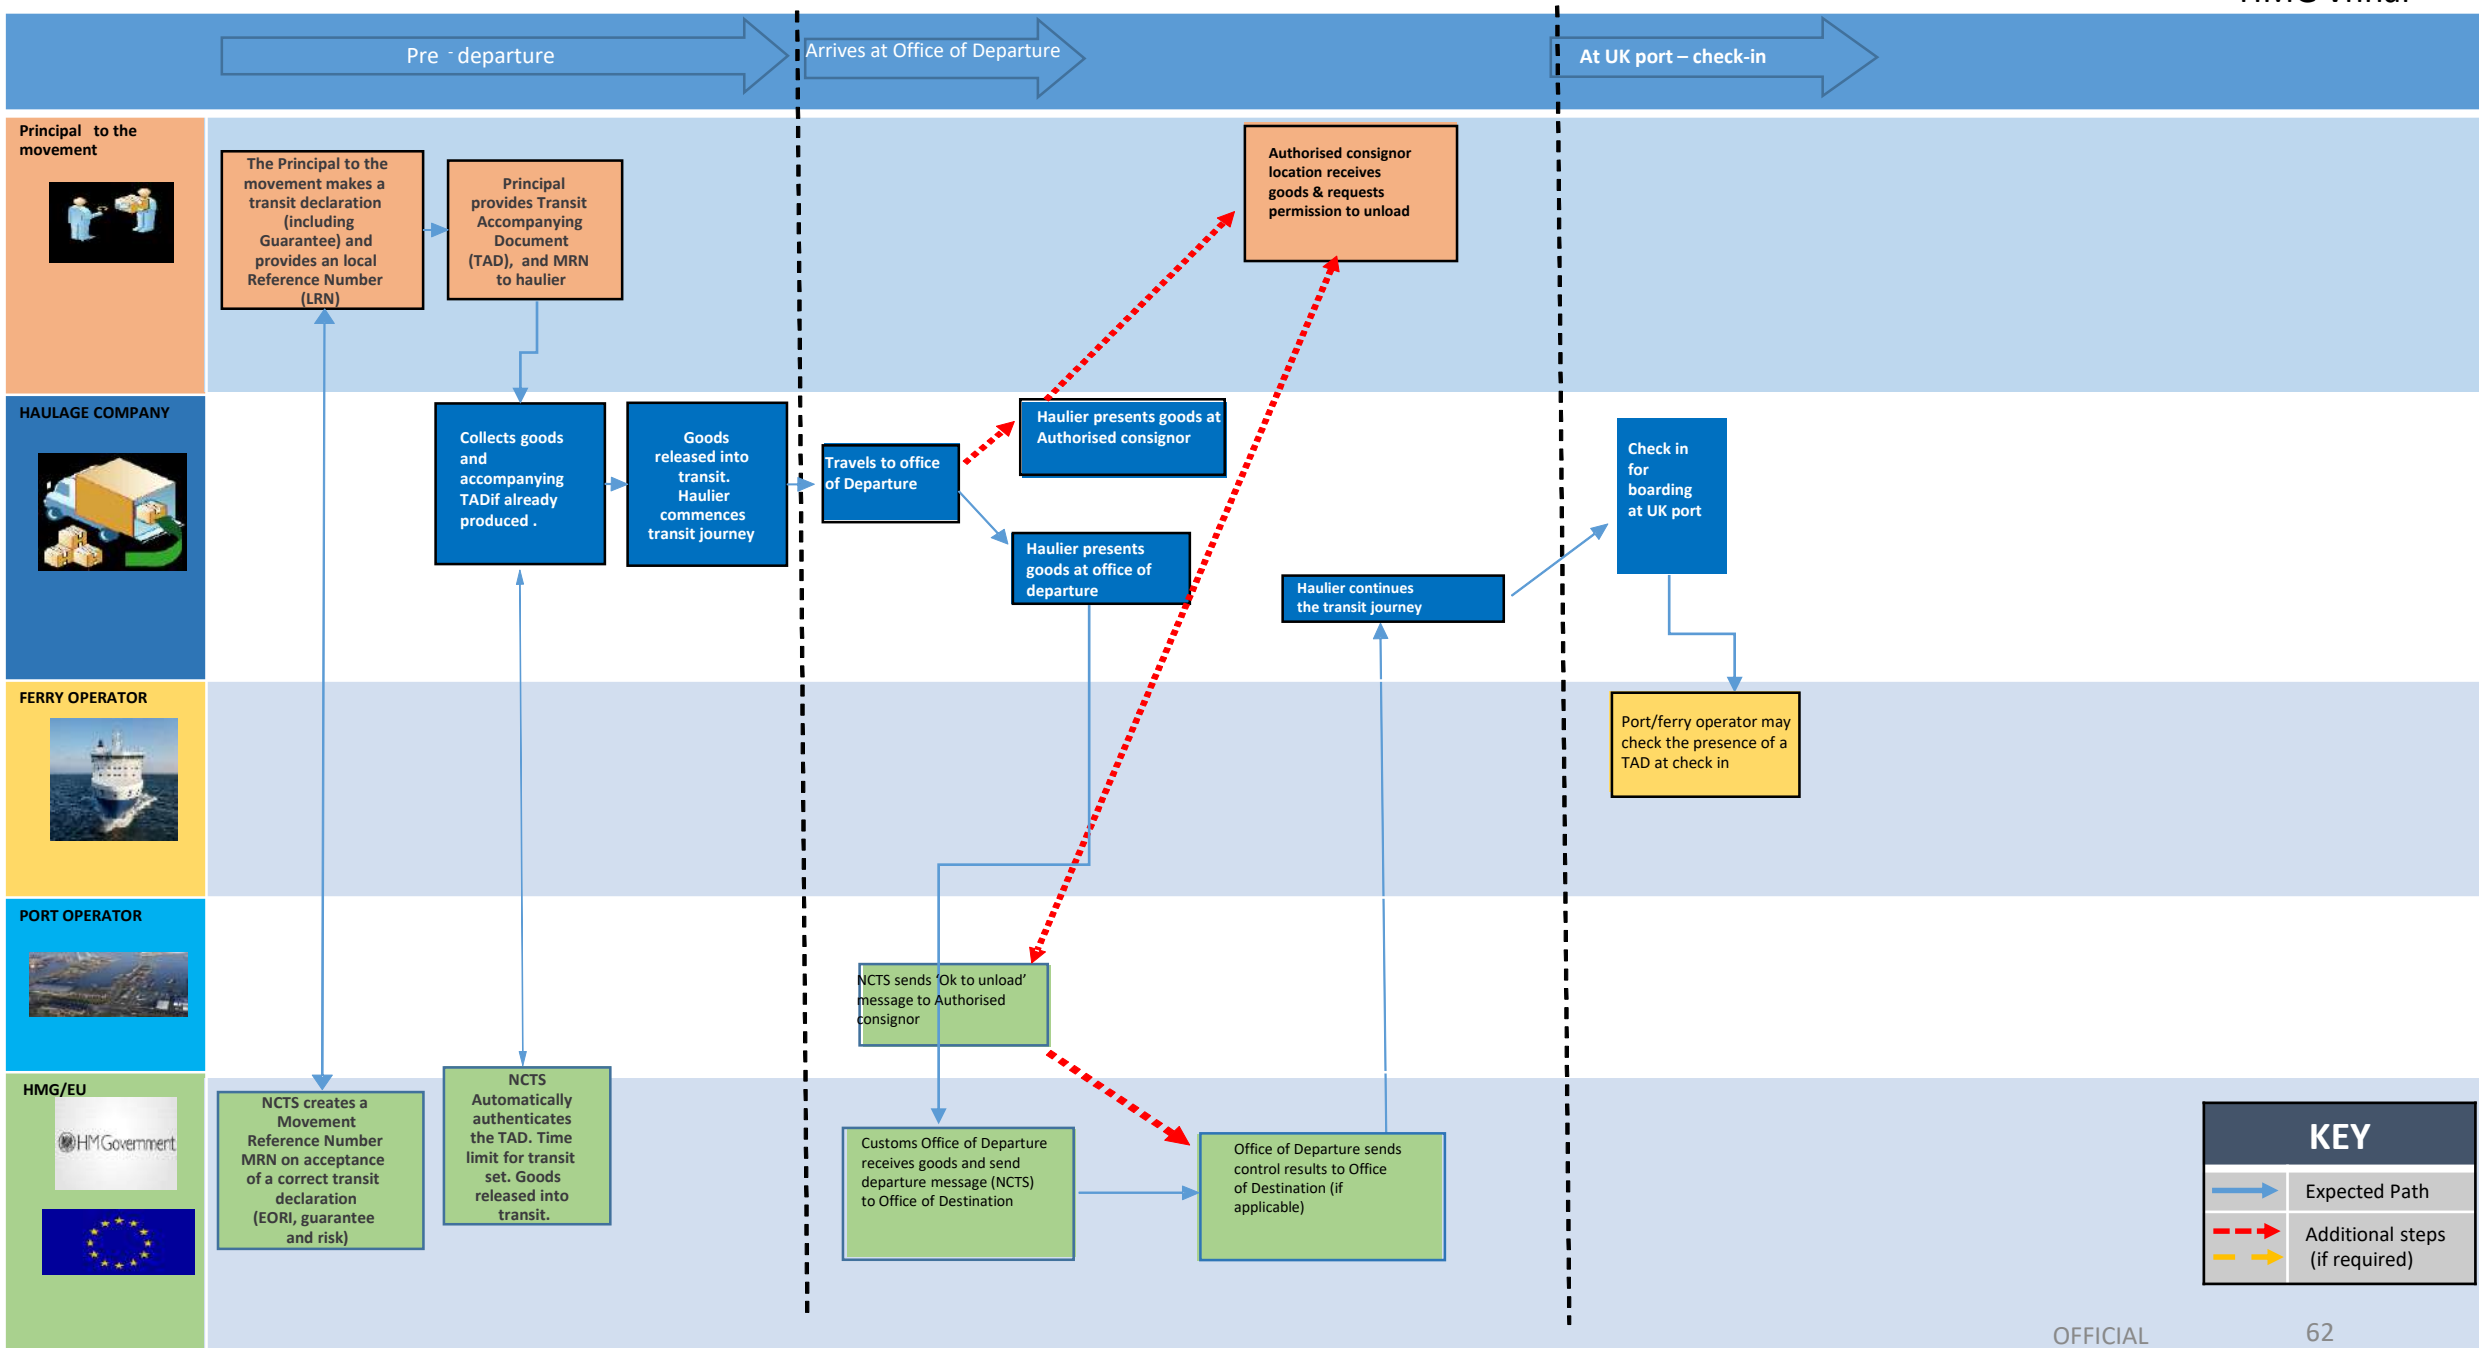 Pre - departure
Arrives at Office of Departure
At UK port – check-in
Principal to the
movement
The Principal to the
movement makes a
transit declaration
(including
Guarantee) and
provides an local
Reference Number
(LRN)
Principal
provides Transit
Accompanying
Document
(TAD), and MRN
to haulier
Authorised consignor
location receives
goods & requests
permission to unload
HAULAGE COMPANY
Collects goods
and
accompanying
TADif already
produced .
Goods
released into
transit.
Haulier
commences
transit journey
Travels to office
of Departure
Haulier presents goods at
Authorised consignor
Haulier presents
goods at office of
departure
Haulier continues
the transit journey
Check in
for
boarding
at UK port
FERRY OPERATOR
Port/ferry operator may
check the presence of a
TAD at check in
PORT OPERATOR
NCTS sends ‘Ok to unload’
message to Authorised
consignor
HMG/EU
HM Government
NCTS creates a
Movement
Reference Number
MRN on acceptance
of a correct transit
declaration
(EORI, guarantee
and risk)
NCTS
Automatically
authenticates
the TAD. Time
limit for transit
set. Goods
released into
transit.
Customs Office of Departure
receives goods and send
departure message (NCTS)
to Office of Destination
Office of Departure sends
control results to Office
of Destination (if
applicable)
KEY
Expected Path
Additional steps
(if required)
OFFICIAL
62